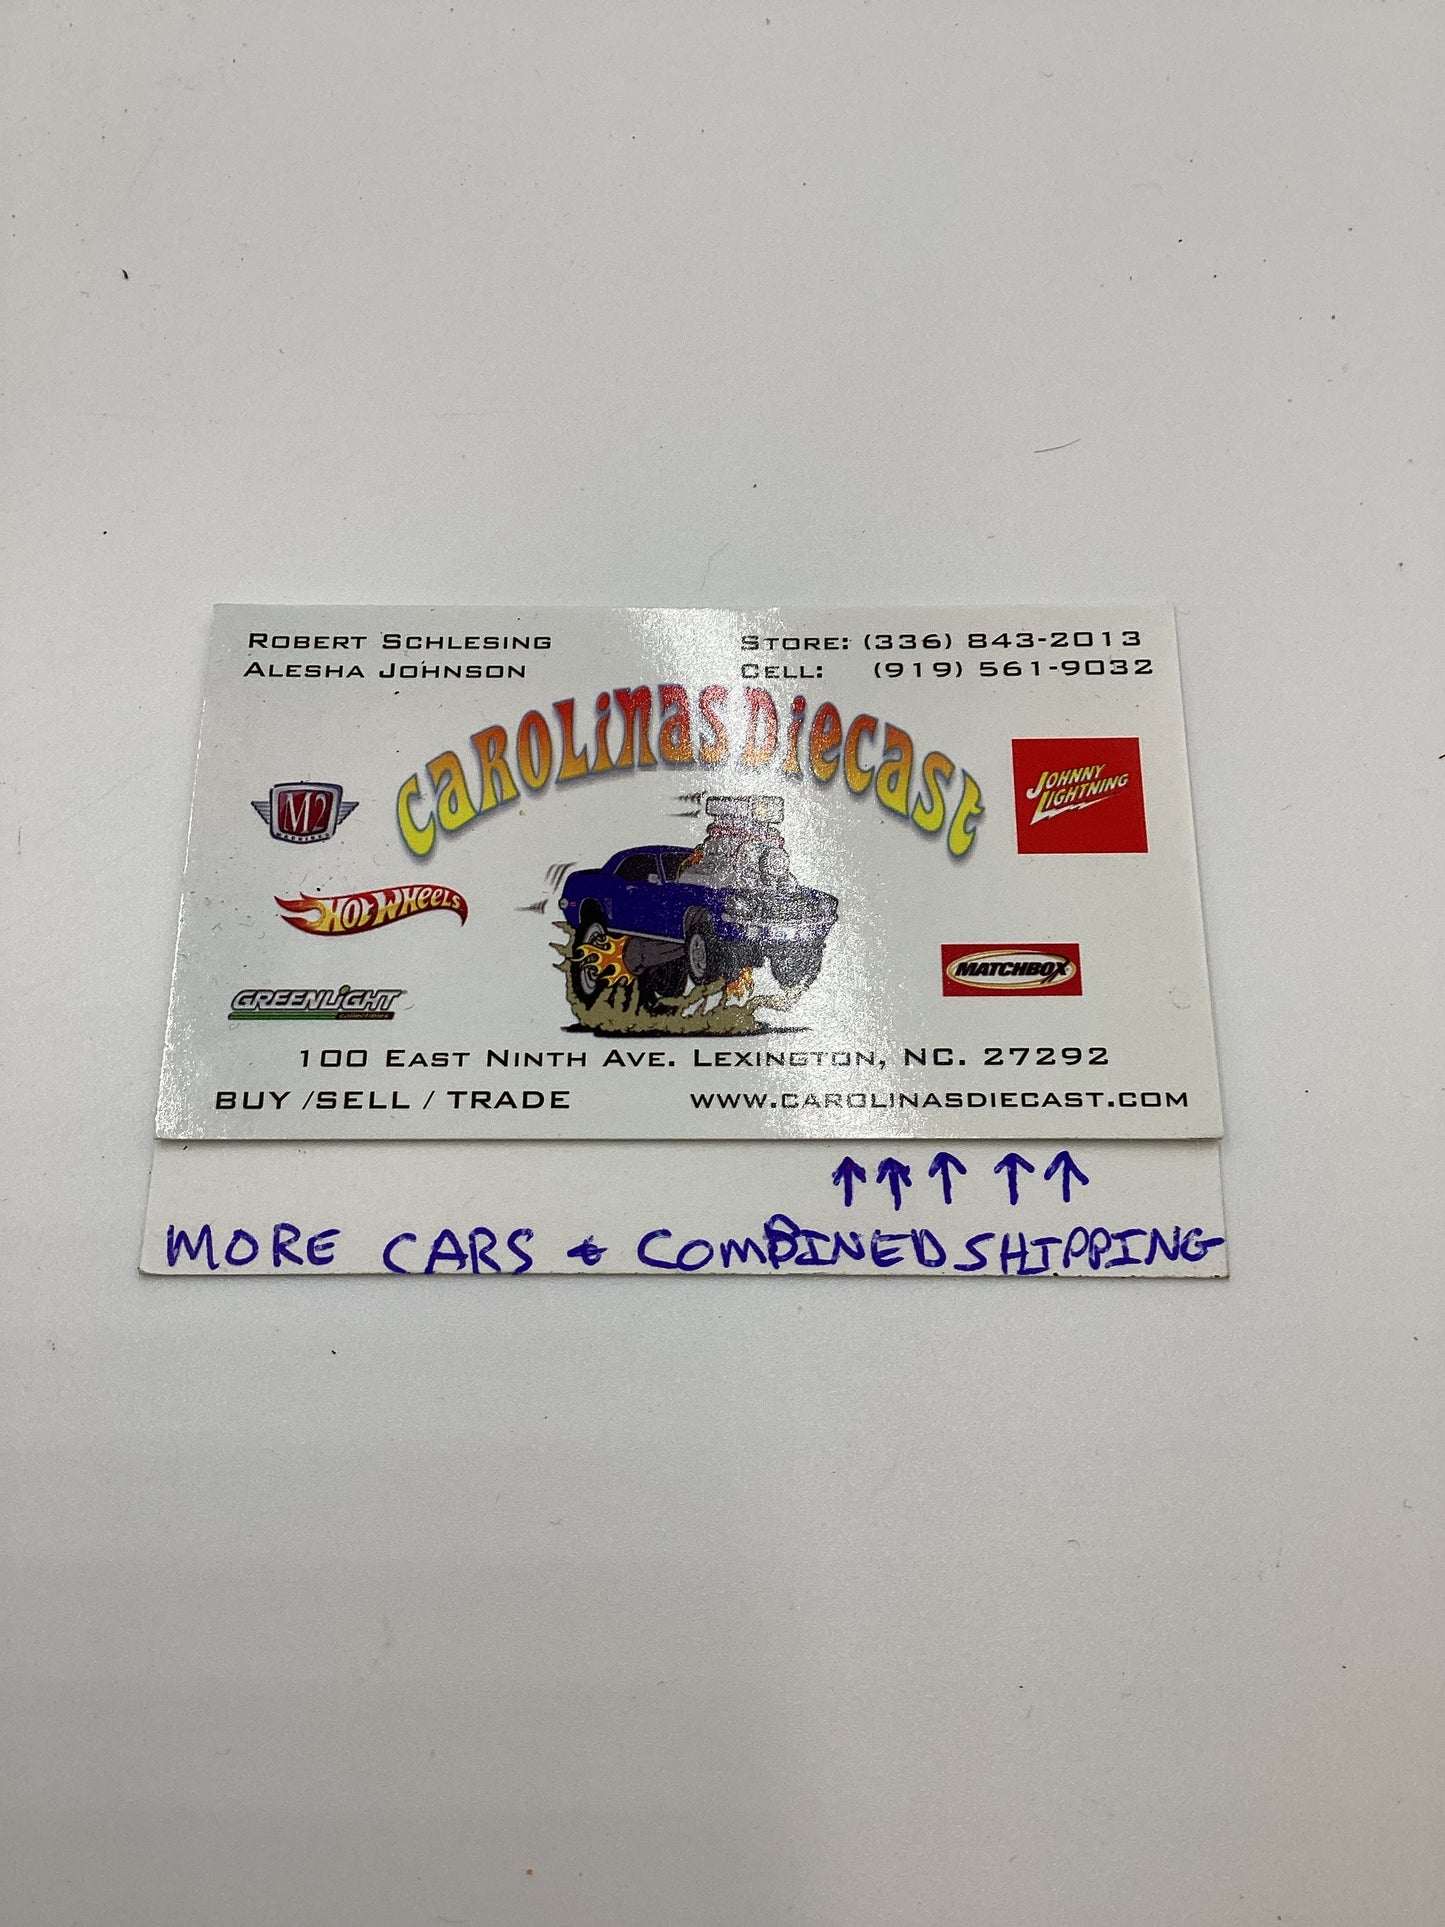 Robert Schlesing
Store: (336) 843-2013
Alesha Johnson
Cell: (919) 561-9032
Carolinas Diecast
M2
MACHINES
Johnny Lightning
Hot Wheels
MATCHBOX
GREENLIGHT
collectibles
100 East Ninth Ave. Lexington, NC. 27292
BUY /SELL / TRADE
www.carolinasdiecast.com
↑↑↑↑↑
MORE CARS & COMBINED SHIPPING